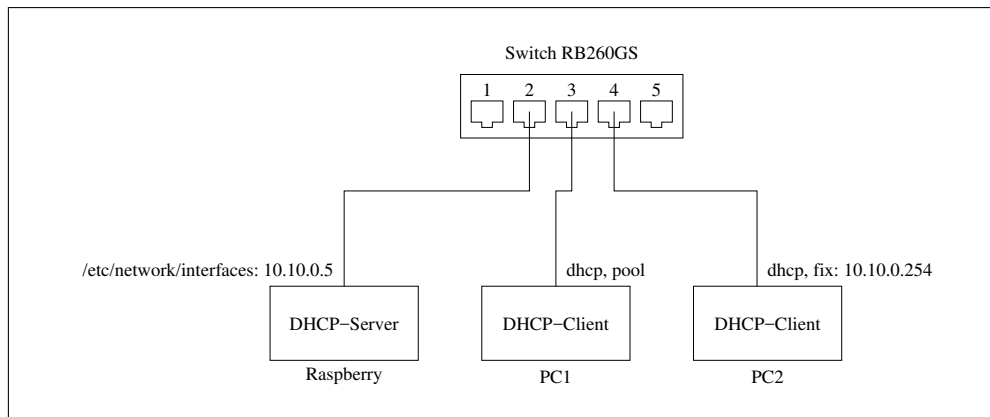 Switch RB260GS
1 2 3 4 5
/etc/network/interfaces: 10.10.0.5
dhcp, pool
dhcp, fix: 10.10.0.254
DHCP−Server
DHCP−Client
DHCP−Client
Raspberry
PC1
PC2